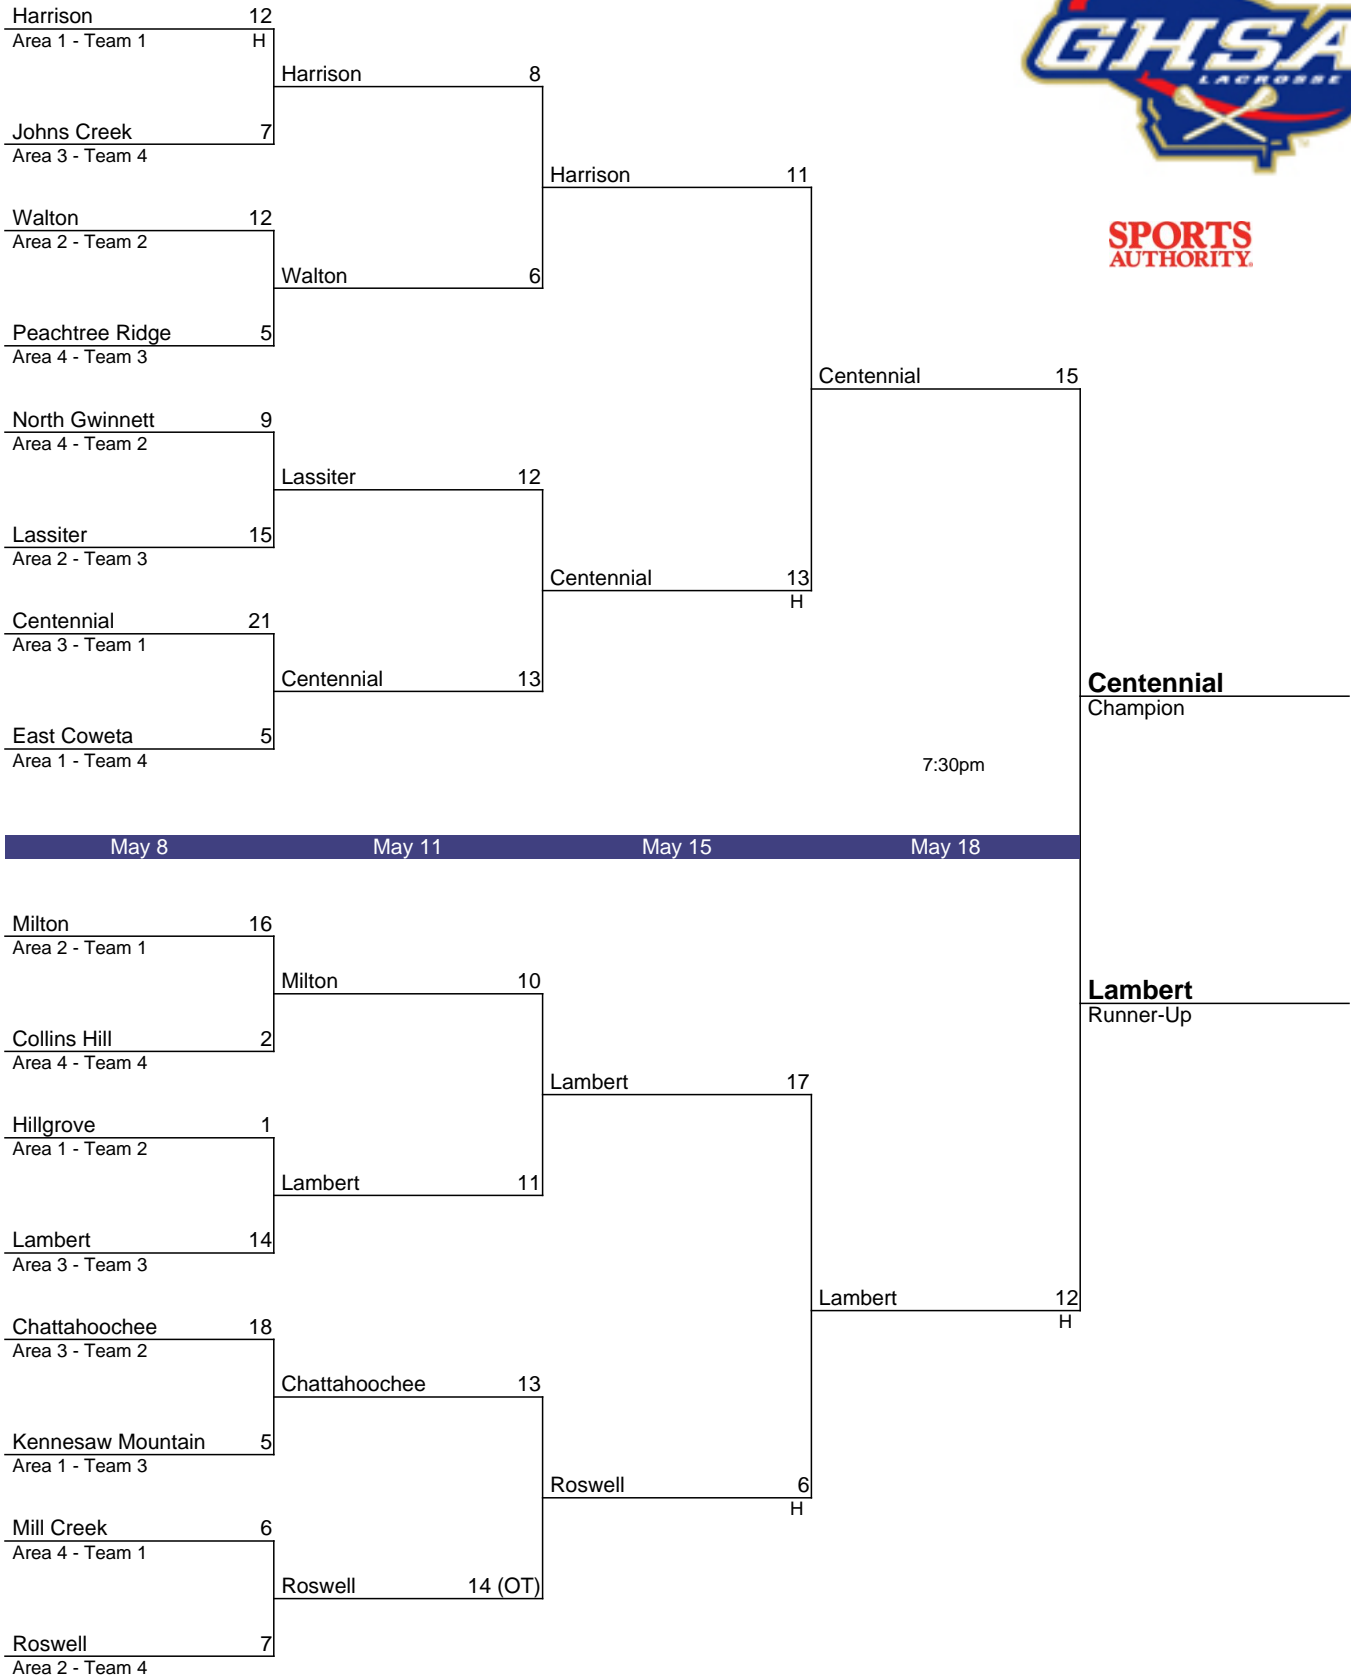 Harrison 12
Area 1 - Team 1 H
Harrison 8
Johns Creek 7
Area 3 - Team 4
Harrison 11
Walton 12
Area 2 - Team 2
Walton 6
Peachtree Ridge 5
Area 4 - Team 3
Centennial 15
North Gwinnett 9
Area 4 - Team 2
Lassiter 12
Lassiter 15
Area 2 - Team 3
Centennial 13
H
Centennial 21
Area 3 - Team 1
Centennial 13
East Coweta 5
Area 1 - Team 4
GHSA
LACROSSE
TM
SPORTS
AUTHORITY.
Centennial
Champion
7:30pm
May 8 May 11 May 15 May 18
Milton 16
Area 2 - Team 1
Milton 10
Collins Hill 2
Area 4 - Team 4
Lambert 17
Hillgrove 1
Area 1 - Team 2
Lambert 11
Lambert 14
Area 3 - Team 3
Lambert
Runner-Up
Lambert 12
H
Chattahoochee 18
Area 3 - Team 2
Chattahoochee 13
Kennesaw Mountain 5
Area 1 - Team 3
Roswell 6
H
Mill Creek 6
Area 4 - Team 1
Roswell 14 (OT)
Roswell 7
Area 2 - Team 4